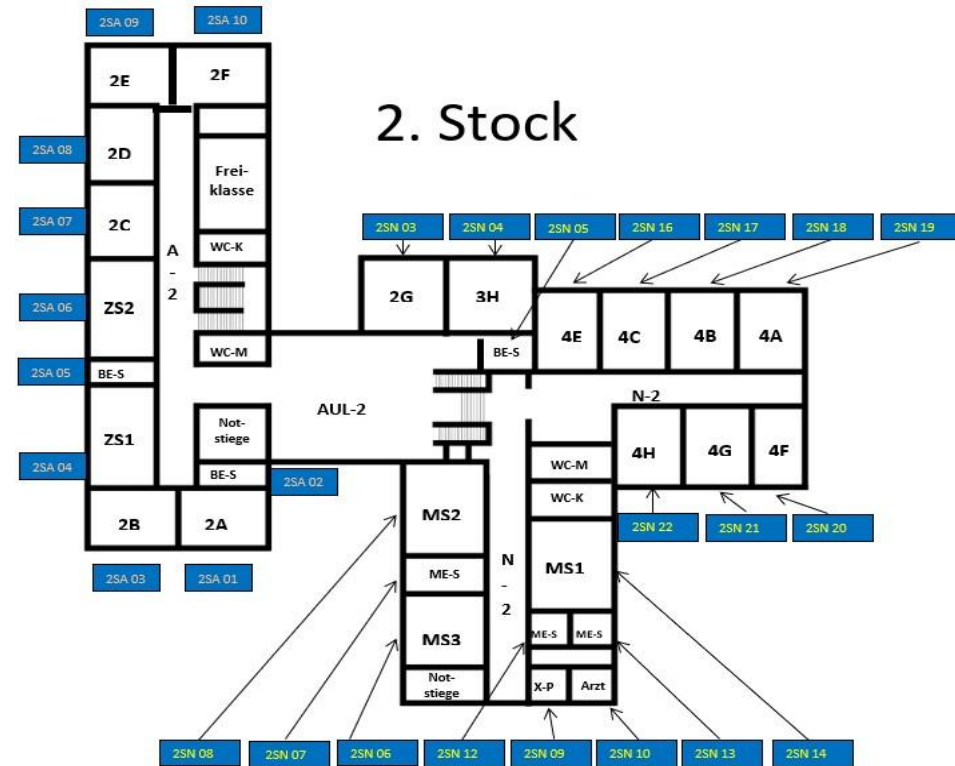 2SA 09
2SA 10
2E
2F
2. Stock
2SA 08
2D
Frei-
klasse
2SA 07
2C
A
-
2
WC-K
2SN 03
2SN 04
2SN 05
2SN 16
2SN 17
2SN 18
2SN 19
2SA 06
ZS2
2G
3H
4E
4C
4B
4A
WC-M
BE-S
2SA 05
BE-S
AUL-2
N-2
ZS1
Not-
stiege
2SA 04
BE-S
2SA 02
WC-M
4H
4G
4F
WC-K
2B
2A
MS2
2SN 22
2SN 21
2SN 20
2SA 03
2SA 01
ME-S
N
-
2
MS1
MS3
ME-S
ME-S
Not-
stiege
X-P
Arzt
2SN 08
2SN 07
2SN 06
2SN 12
2SN 09
2SN 10
2SN 13
2SN 14